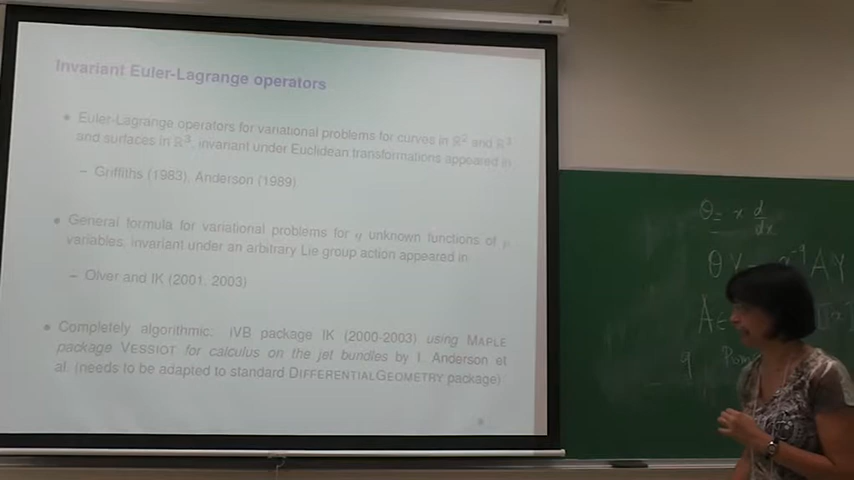 Invariant Euler-Lagrange operators
• Euler-Lagrange operators for variational problems for curves in ℝ² and ℝ³
and surfaces in ℝ³, invariant under Euclidean transformations appeared in
– Griffiths (1983), Anderson (1989)
• General formula for variational problems for q unknown functions of p
variables, invariant under an arbitrary Lie group action appeared in
– Olver and IK (2001, 2003)
• Completely algorithmic: iVB package IK (2000-2003) using MAPLE
package VESSIOT for calculus on the jet bundles by I. Anderson et
al. (needs to be adapted to standard DIFFERENTIALGEOMETRY package)
θ = x d/dx
θY AY
A∈ [x]
q